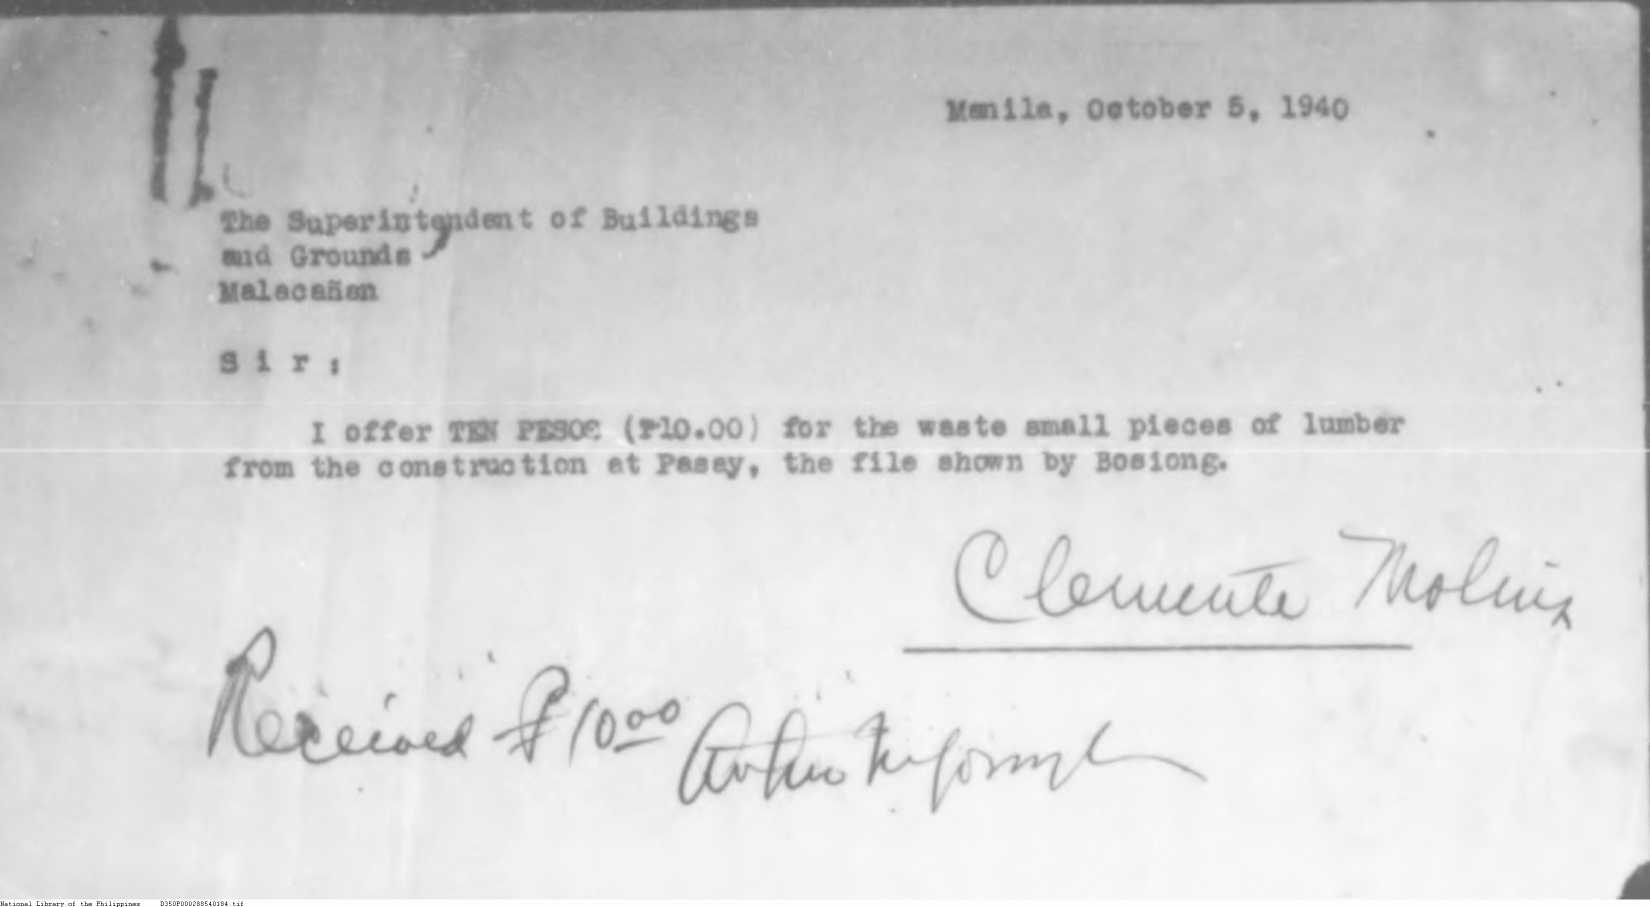 Manila, October 5, 1940
The Superintendent of Buildings
and Grounds
Malacañan
S i r :
I offer TEN PESOS (₱10.00) for the waste small pieces of lumber
from the construction at Pasay, the file shown by Bosiong.
Clemente Molina
Received ₱10.00
National Library of the Philippines D350P000288540184.tif